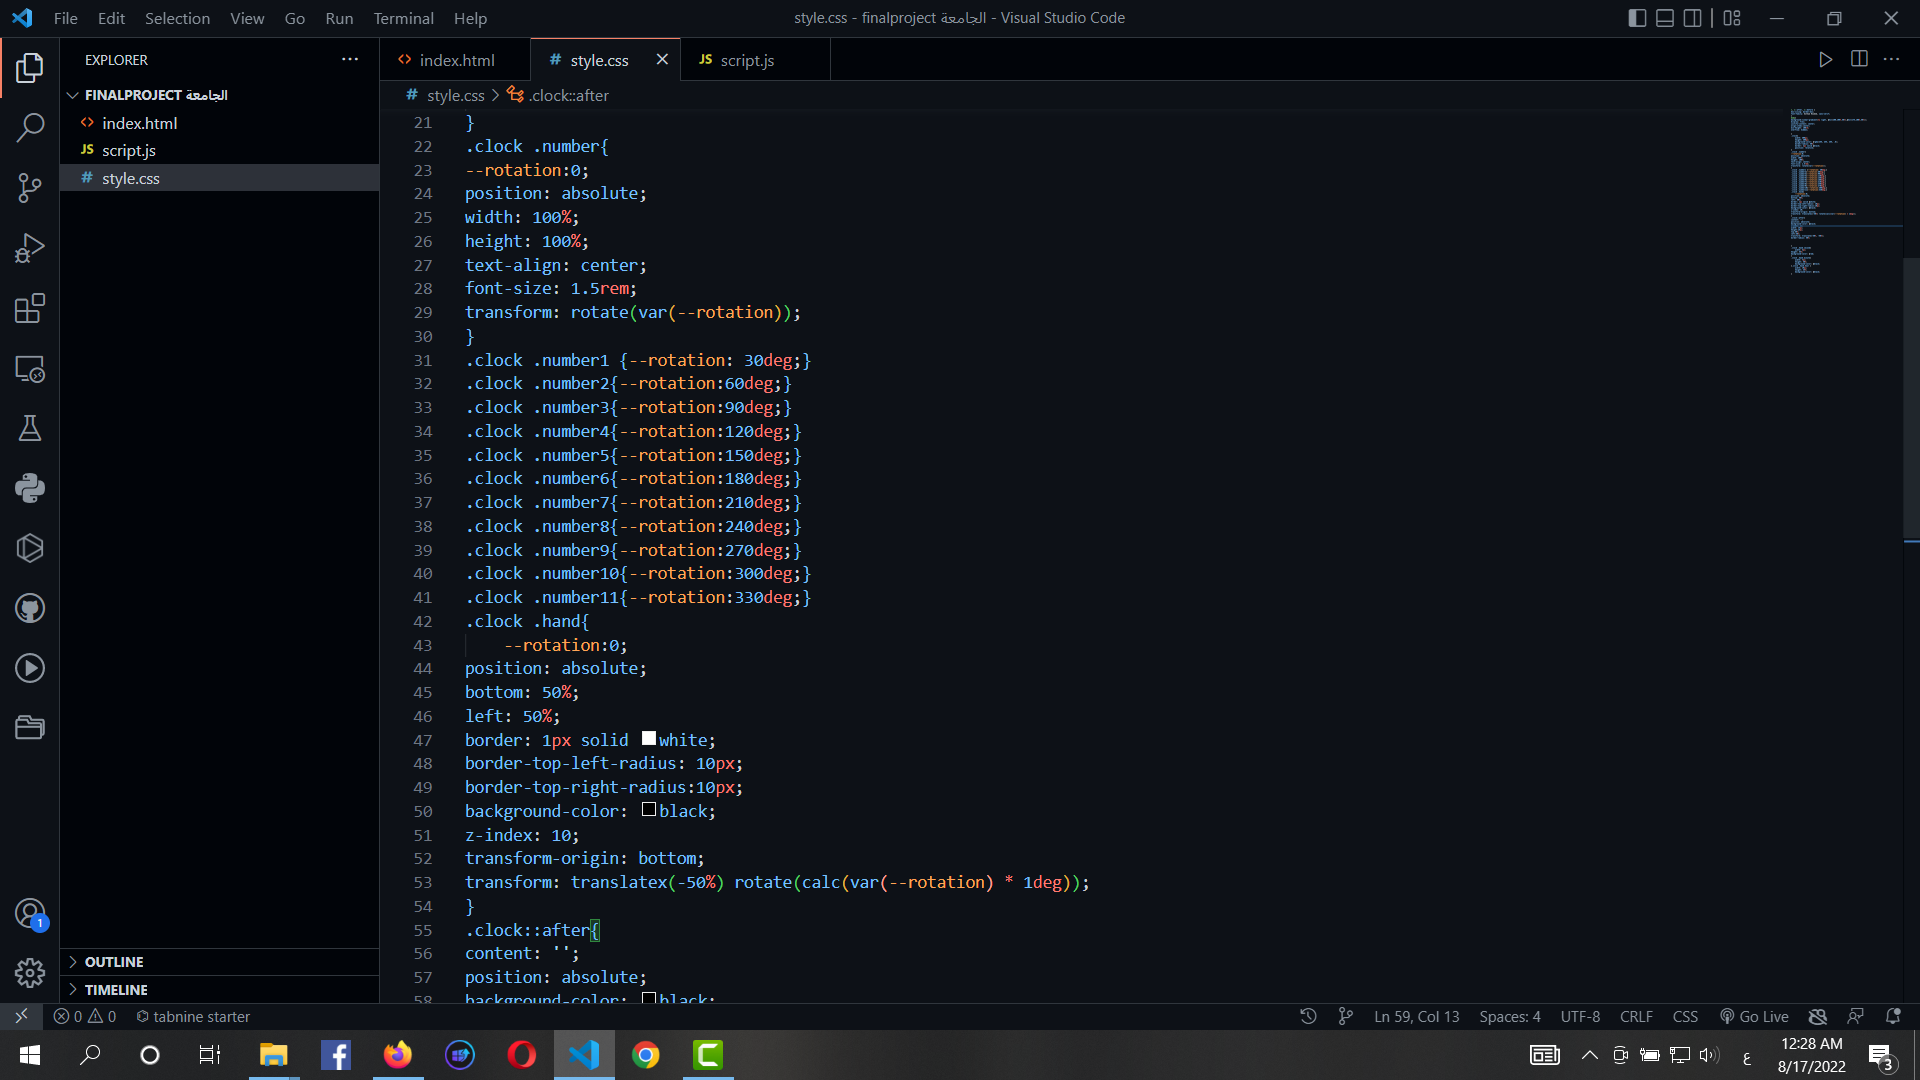 File Edit Selection View Go Run Terminal Help
style.css - finalproject الجامعة - Visual Studio Code
EXPLORER
FINALPROJECT الجامعة
index.html
script.js
style.css
OUTLINE
TIMELINE
index.html
style.css
script.js
style.css > .clock::after
21 }
22 .clock .number{
23 --rotation:0;
24 position: absolute;
25 width: 100%;
26 height: 100%;
27 text-align: center;
28 font-size: 1.5rem;
29 transform: rotate(var(--rotation));
30 }
31 .clock .number1 {--rotation: 30deg;}
32 .clock .number2{--rotation:60deg;}
33 .clock .number3{--rotation:90deg;}
34 .clock .number4{--rotation:120deg;}
35 .clock .number5{--rotation:150deg;}
36 .clock .number6{--rotation:180deg;}
37 .clock .number7{--rotation:210deg;}
38 .clock .number8{--rotation:240deg;}
39 .clock .number9{--rotation:270deg;}
40 .clock .number10{--rotation:300deg;}
41 .clock .number11{--rotation:330deg;}
42 .clock .hand{
43 --rotation:0;
44 position: absolute;
45 bottom: 50%;
46 left: 50%;
47 border: 1px solid white;
48 border-top-left-radius: 10px;
49 border-top-right-radius:10px;
50 background-color: black;
51 z-index: 10;
52 transform-origin: bottom;
53 transform: translatex(-50%) rotate(calc(var(--rotation) * 1deg));
54 }
55 .clock::after{
56 content: '';
57 position: absolute;
58 background-color: black;
1
0 0 tabnine starter
Ln 59, Col 13 Spaces: 4 UTF-8 CRLF CSS Go Live
ع
12:28 AM
8/17/2022
3